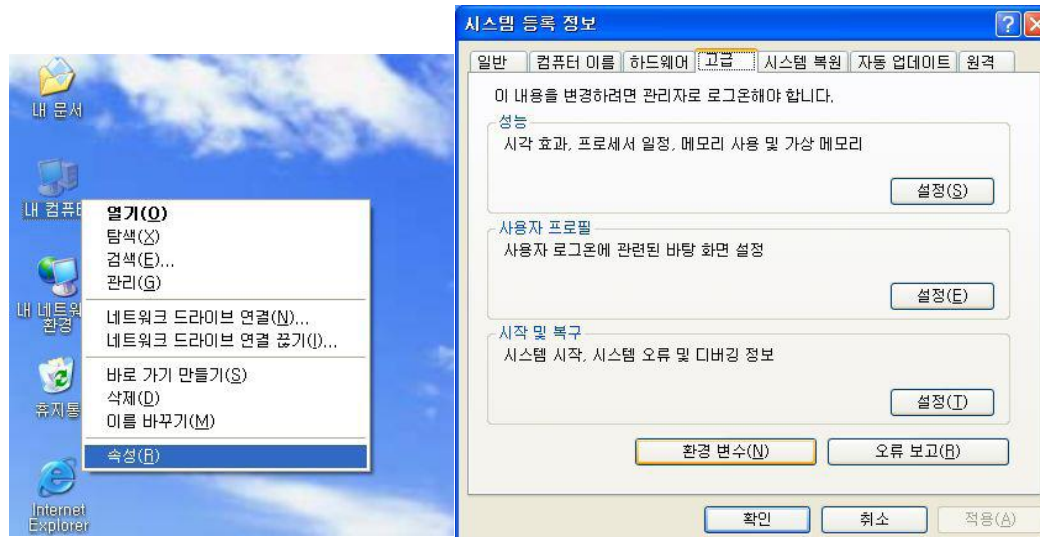 내 문서
내 컴퓨터
내 네트워
환경
휴지통
Internet
Explorer
열기(O)
탐색(X)
검색(E)...
관리(G)
네트워크 드라이브 연결(N)...
네트워크 드라이브 연결 끊기(I)...
바로 가기 만들기(S)
삭제(D)
이름 바꾸기(M)
속성(R)
시스템 등록 정보
일반 컴퓨터 이름 하드웨어 고급 시스템 복원 자동 업데이트 원격
이 내용을 변경하려면 관리자로 로그온해야 합니다.
성능
시각 효과, 프로세서 일정, 메모리 사용 및 가상 메모리
설정(S)
사용자 프로필
사용자 로그온에 관련된 바탕 화면 설정
설정(E)
시작 및 복구
시스템 시작, 시스템 오류 및 디버깅 정보
설정(T)
환경 변수(N) 오류 보고(R)
확인 취소 적용(A)